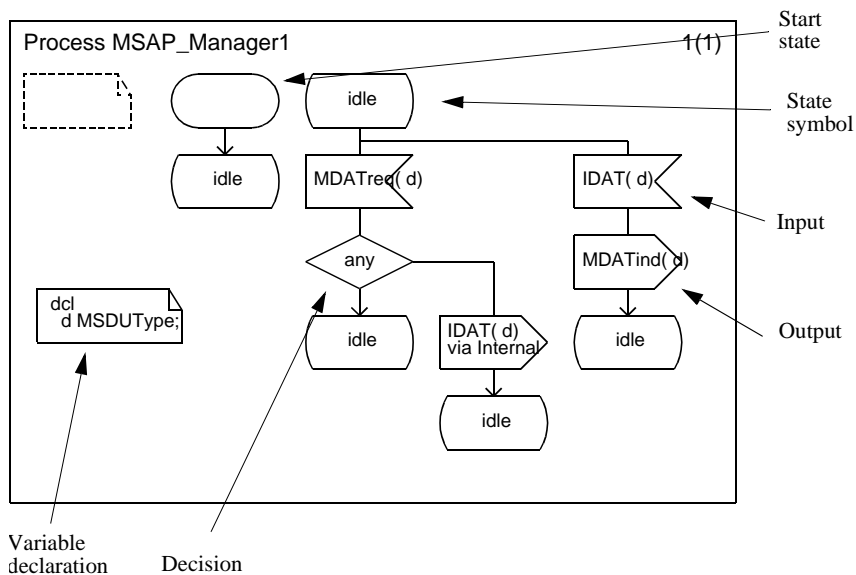 Process MSAP_Manager1
1(1)
Start
state
idle
State
symbol
idle
MDATreq( d)
IDAT( d)
Input
any
MDATind( d)
dcl
d MSDUType;
idle
IDAT( d)
via Internal
idle
Output
idle
Variable
declaration
Decision